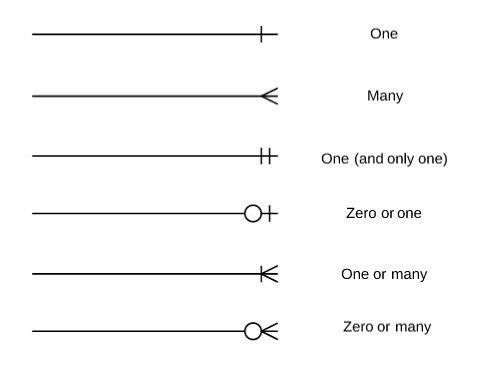 One
Many
One (and only one)
Zero or one
One or many
Zero or many